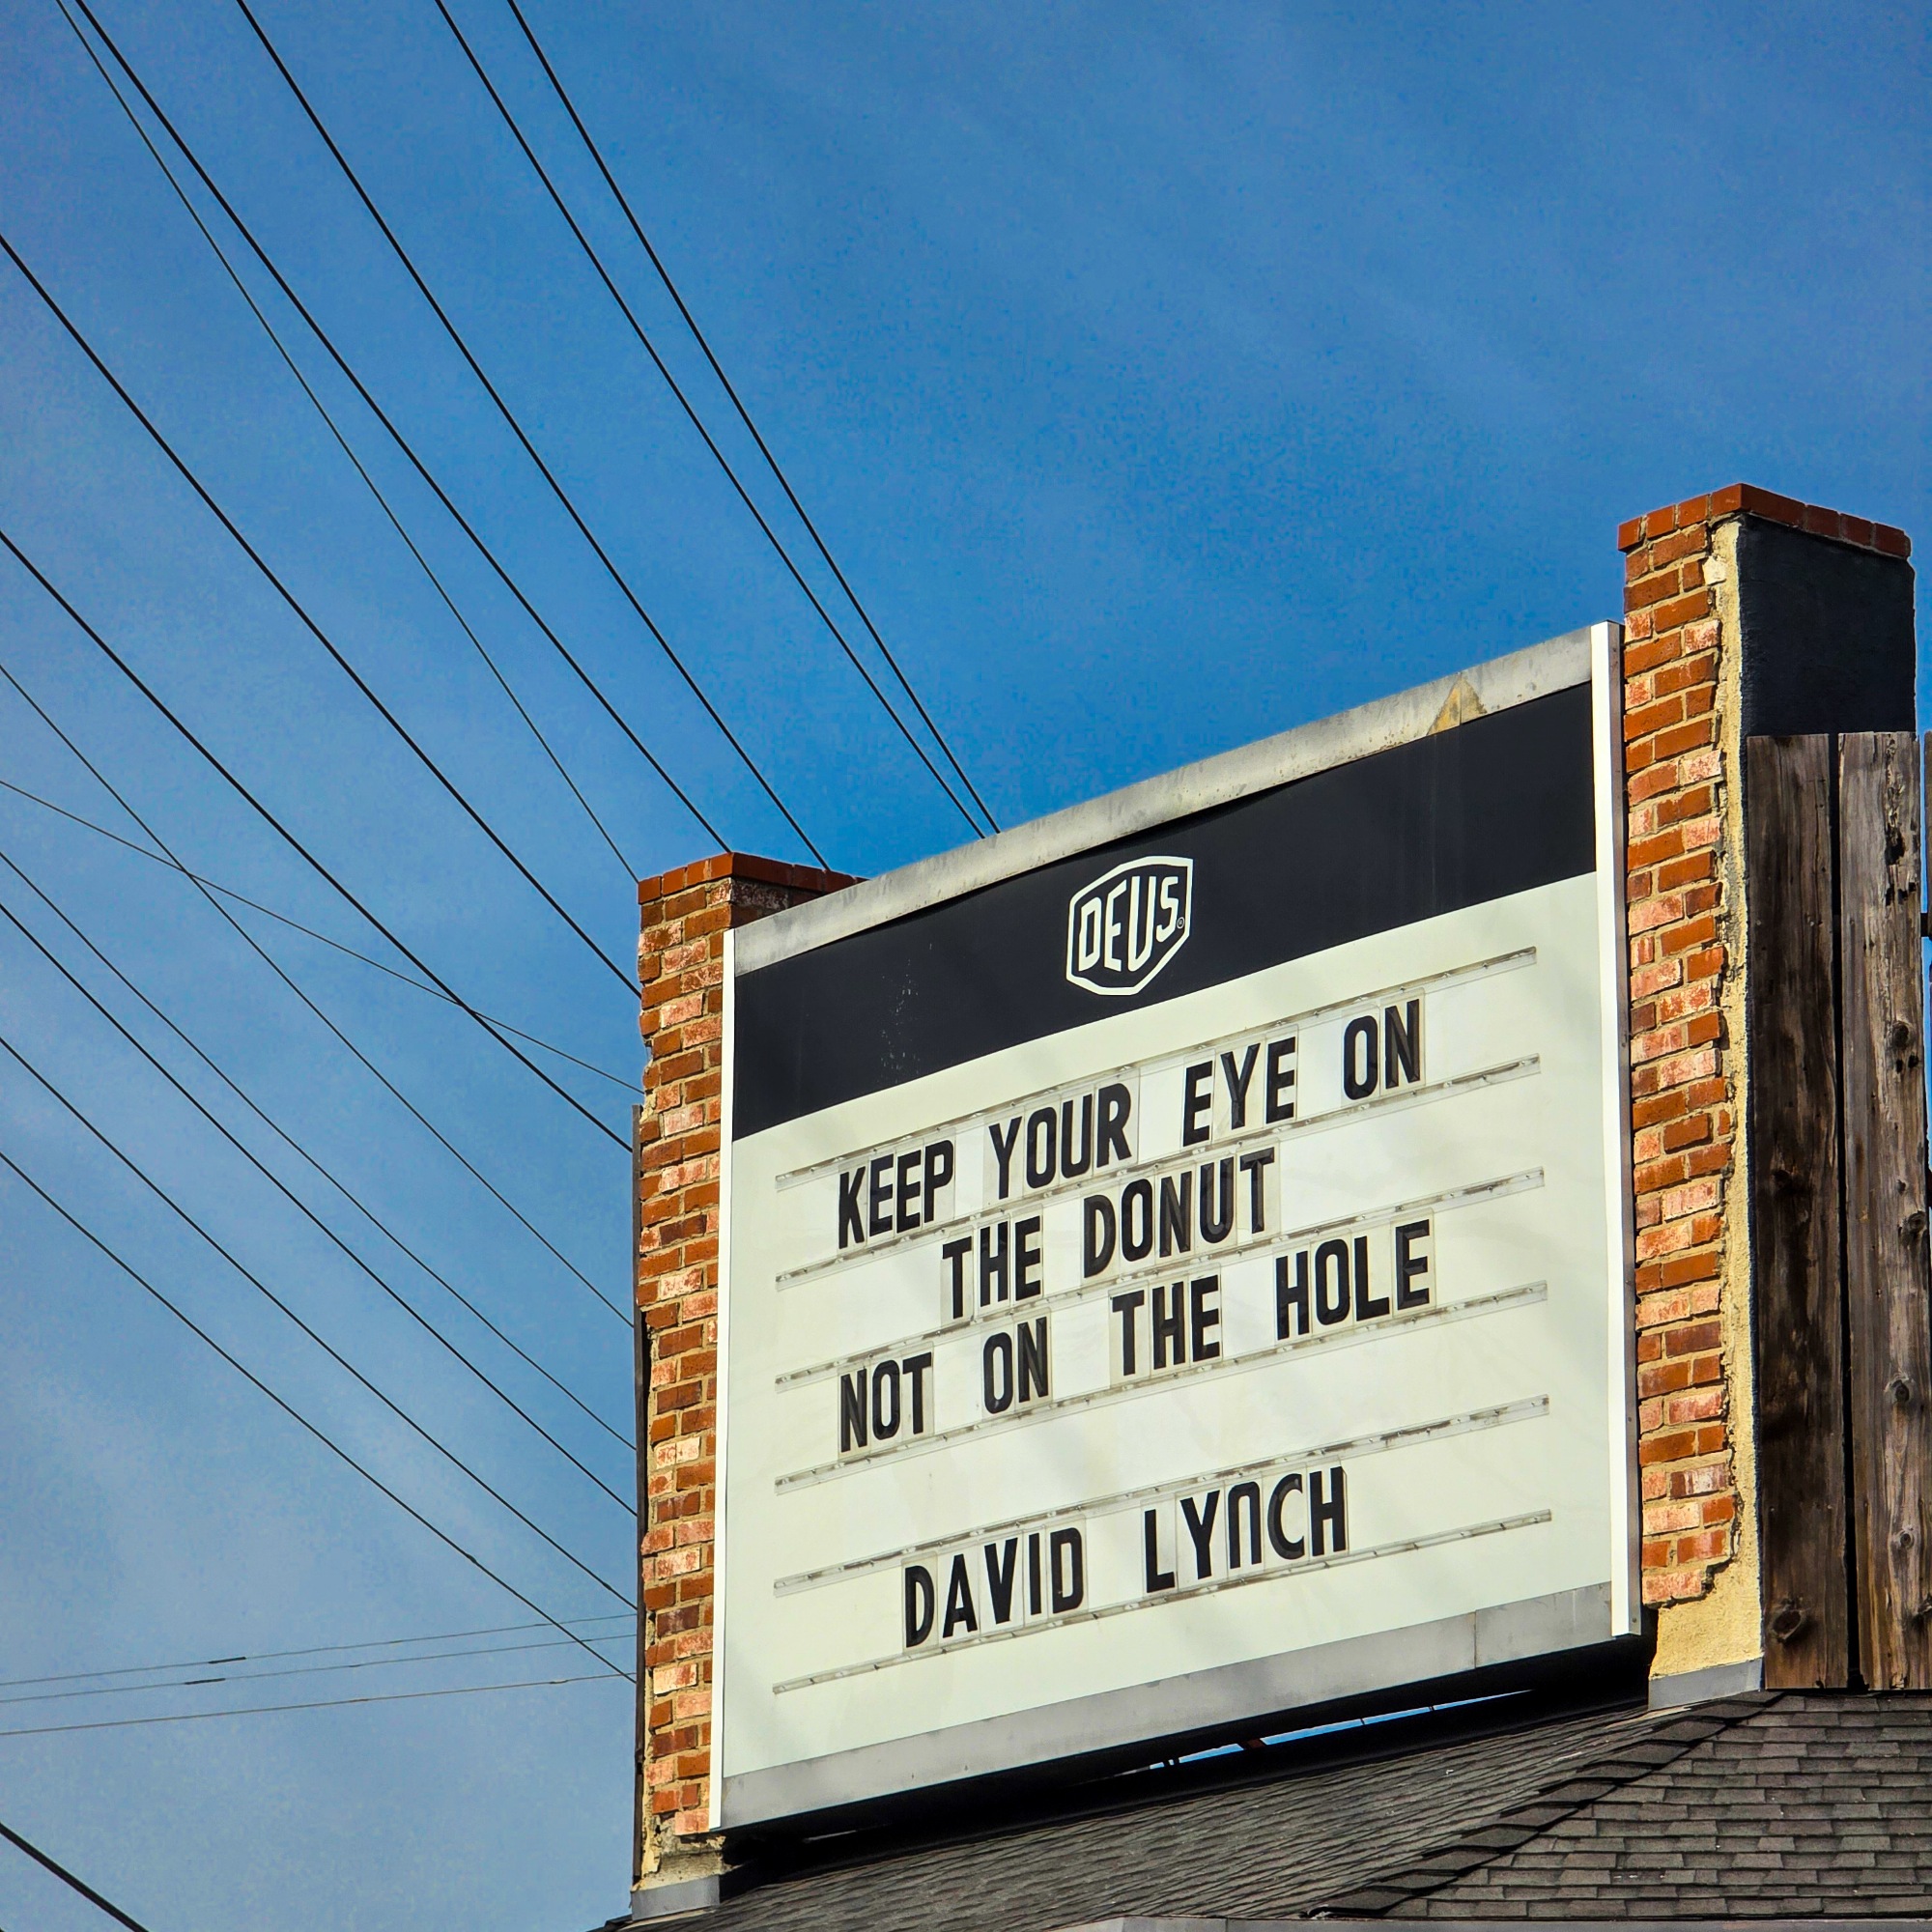 DEUS®
KEEP YOUR EYE ON
THE DONUT
NOT ON THE HOLE
DAVID LYnCH